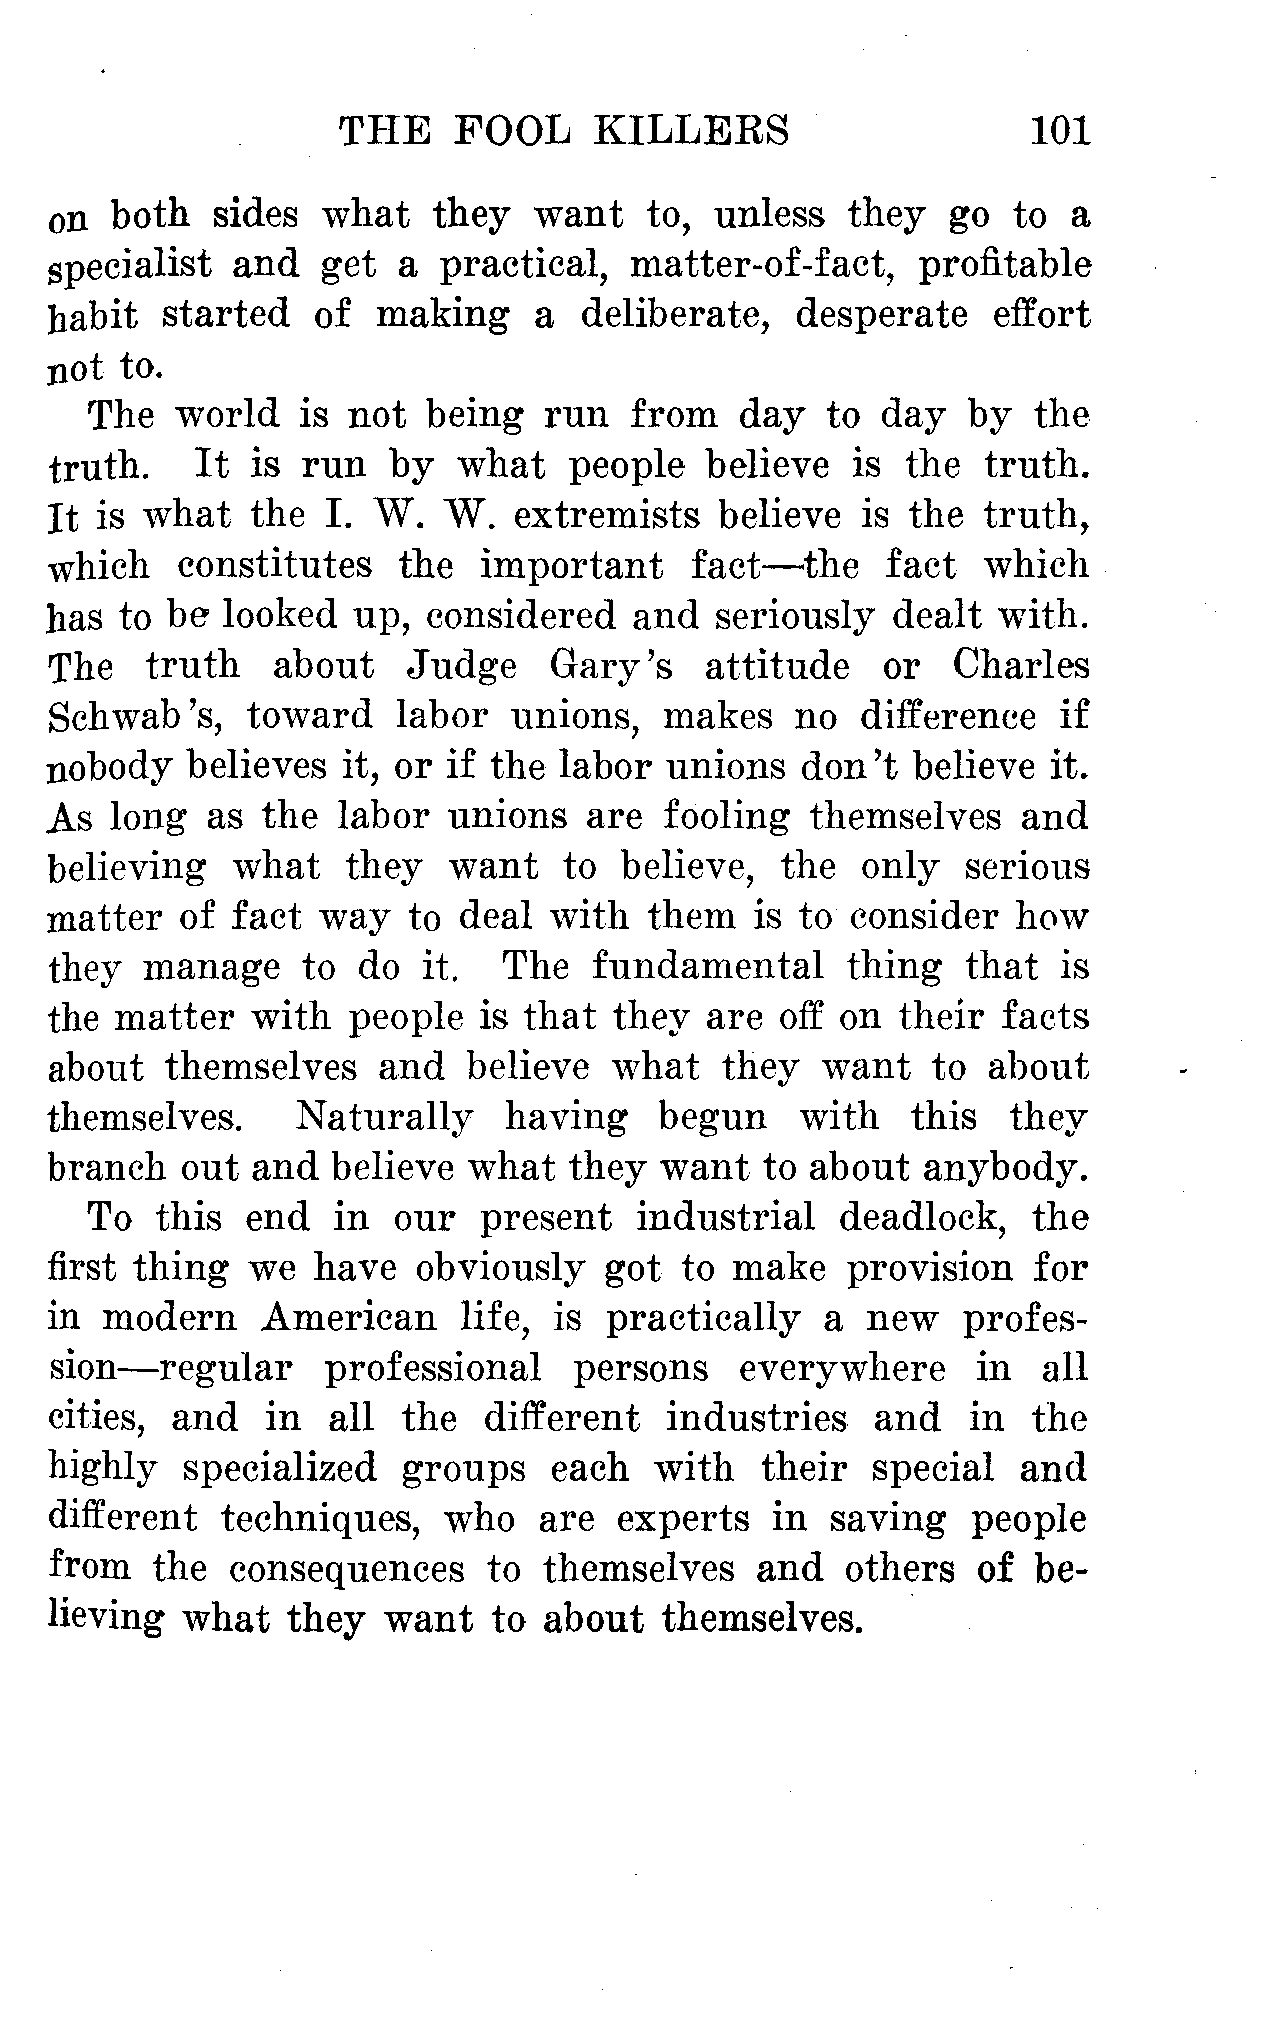 THE FOOL KILLERS 101
on both sides what they want to, unless they go to a
specialist and get a practical, matter-of-fact, profitable
habit started of making a deliberate, desperate effort
not to.
The world is not being run from day to day by the
truth. It is run by what people believe is the truth.
It is what the I. W. W. extremists believe is the truth,
which constitutes the important fact—the fact which
has to be looked up, considered and seriously dealt with.
The truth about Judge Gary's attitude or Charles
Schwab's, toward labor unions, makes no difference if
nobody believes it, or if the labor unions don't believe it.
As long as the labor unions are fooling themselves and
believing what they want to believe, the only serious
matter of fact way to deal with them is to consider how
they manage to do it. The fundamental thing that is
the matter with people is that they are off on their facts
about themselves and believe what they want to about
themselves. Naturally having begun with this they
branch out and believe what they want to about anybody.
To this end in our present industrial deadlock, the
first thing we have obviously got to make provision for
in modern American life, is practically a new profes-
sion—regular professional persons everywhere in all
cities, and in all the different industries and in the
highly specialized groups each with their special and
different techniques, who are experts in saving people
from the consequences to themselves and others of be-
lieving what they want to about themselves.